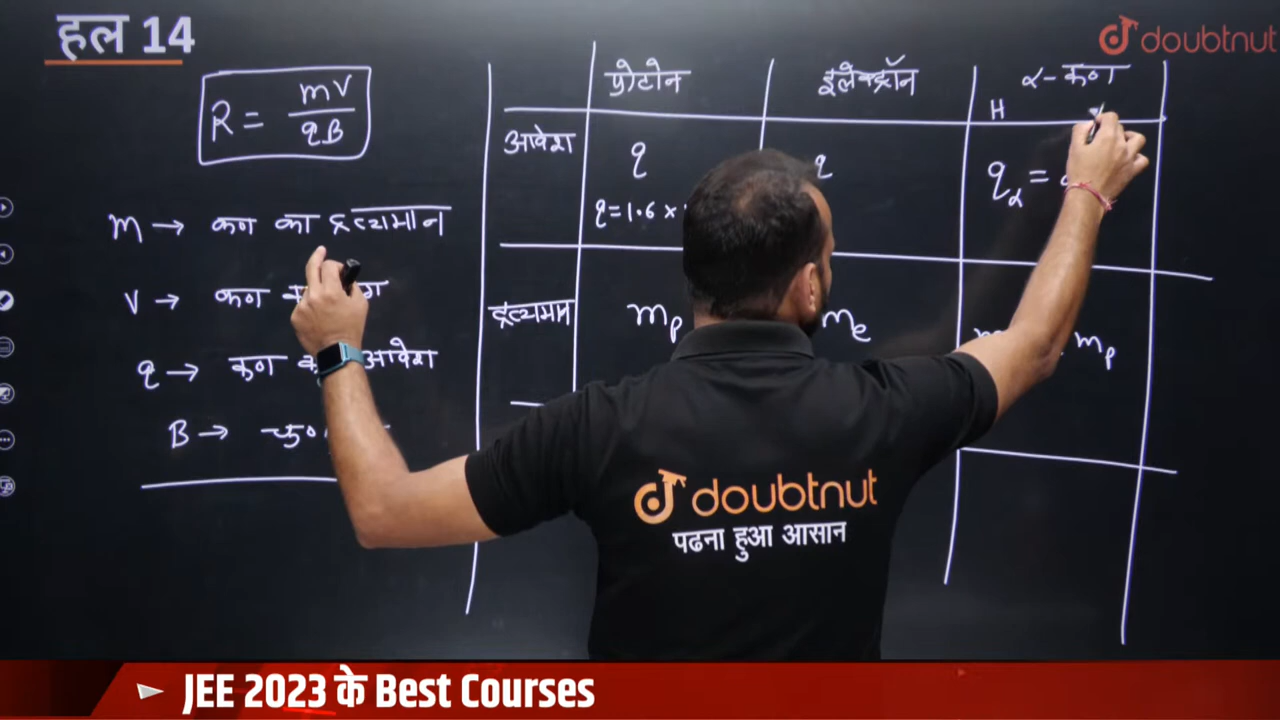 हल 14
doubtnut
R = mV / qB
m → कण का द्रव्यमान
V → कण
q → कण आवेश
B →
प्रोटोन इलेक्ट्रॉन α - कण
H
आवेश q q qα =
q = 1.6 ×
द्रव्यमान mp me mp
doubtnut
पढना हुआ आसान
JEE 2023 के Best Courses